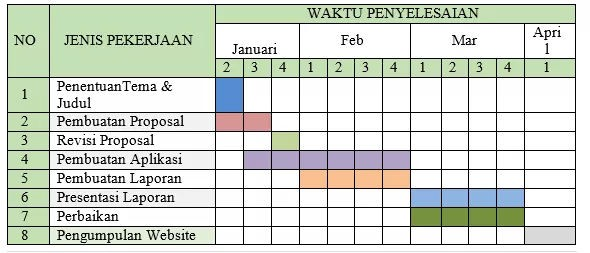 NO JENIS PEKERJAAN WAKTU PENYELESAIAN
Januari Feb Mar Apri
1
2 3 4 1 2 3 4 1 2 3 4 1
1 PenentuanTema &
Judul
2 Pembuatan Proposal
3 Revisi Proposal
4 Pembuatan Aplikasi
5 Pembuatan Laporan
6 Presentasi Laporan
7 Perbaikan
8 Pengumpulan Website